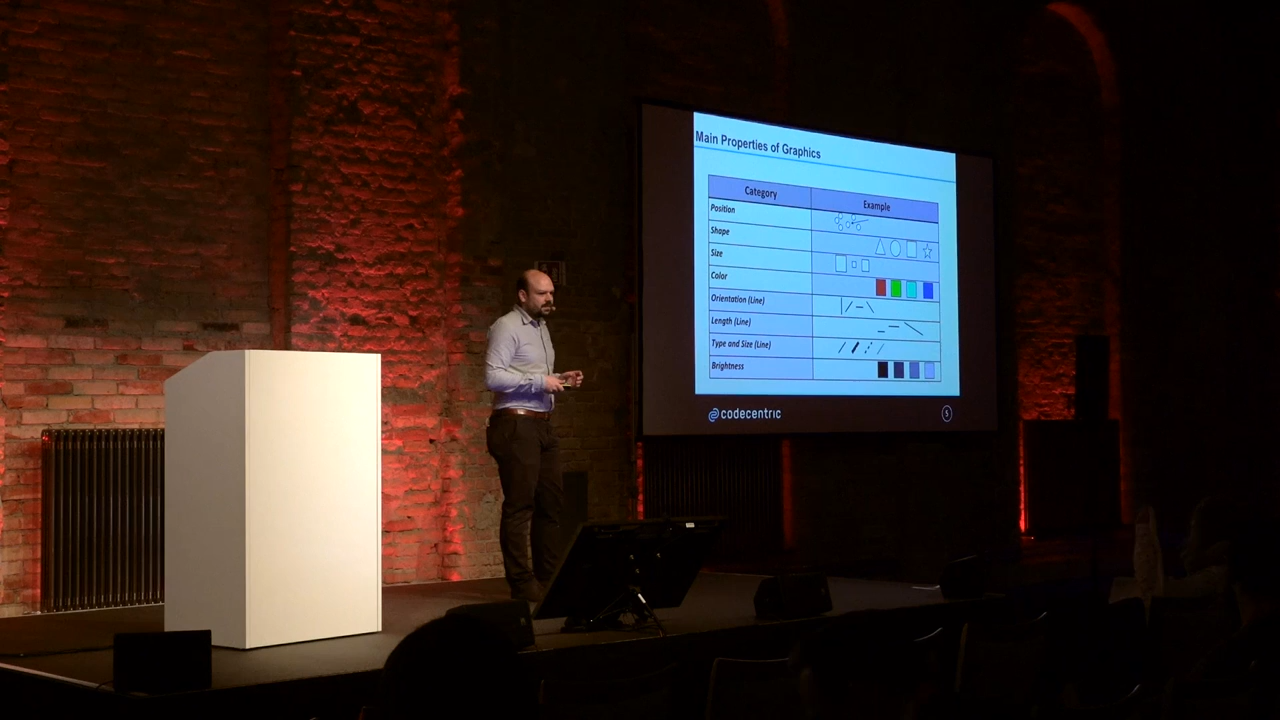 Main Properties of Graphics
Category Example
Position
Shape
Size
Color
Orientation (Line)
Length (Line)
Type and Size (Line)
Brightness
codecentric 5